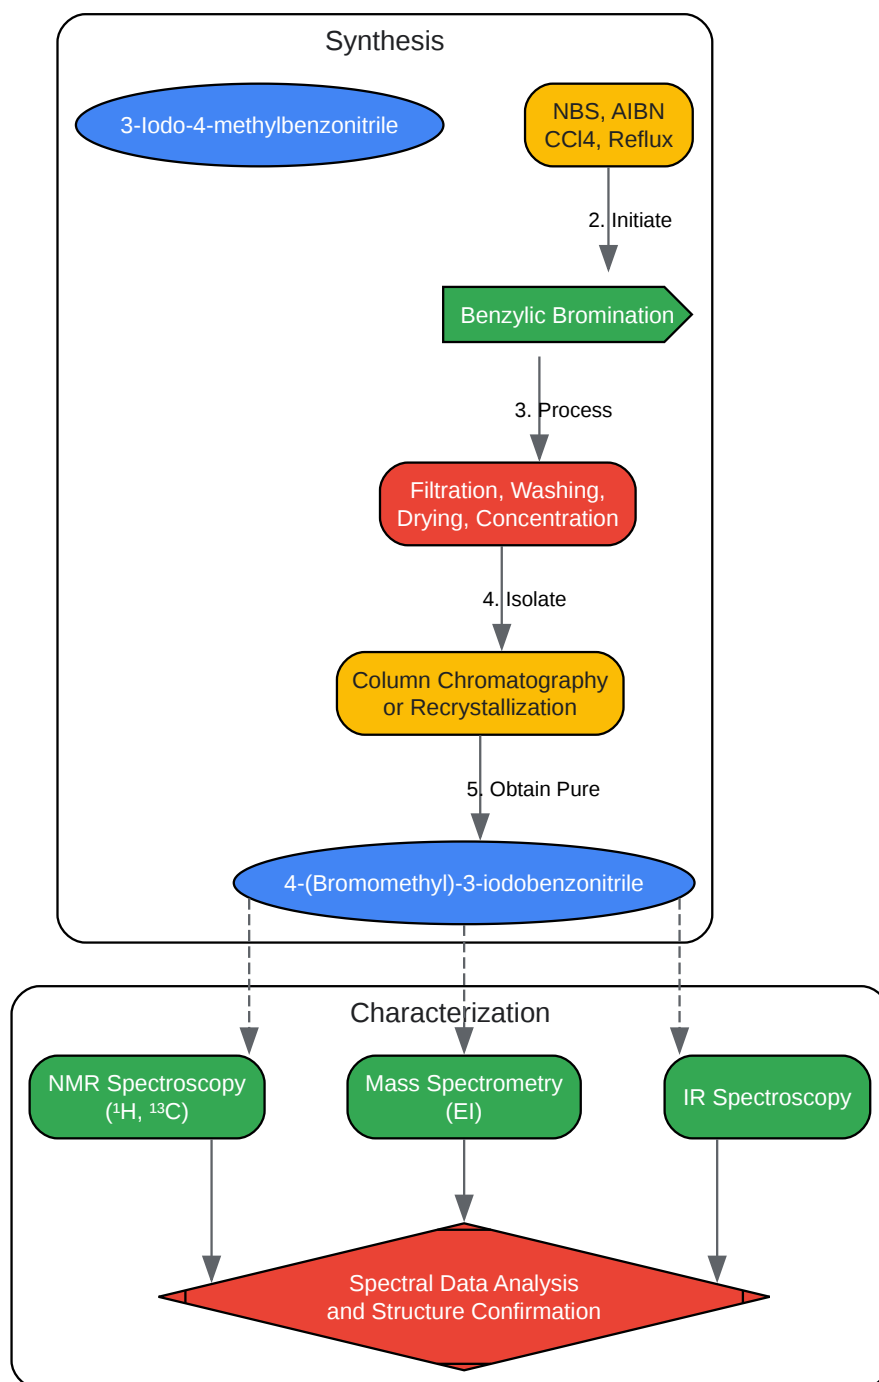 Synthesis
3-Iodo-4-methylbenzonitrile
NBS, AIBN
CCl4, Reflux
2. Initiate
Benzylic Bromination
3. Process
Filtration, Washing,
Drying, Concentration
4. Isolate
Column Chromatography
or Recrystallization
5. Obtain Pure
4-(Bromomethyl)-3-iodobenzonitrile
Characterization
NMR Spectroscopy
(¹H, ¹³C)
Mass Spectrometry
(EI)
IR Spectroscopy
Spectral Data Analysis
and Structure Confirmation